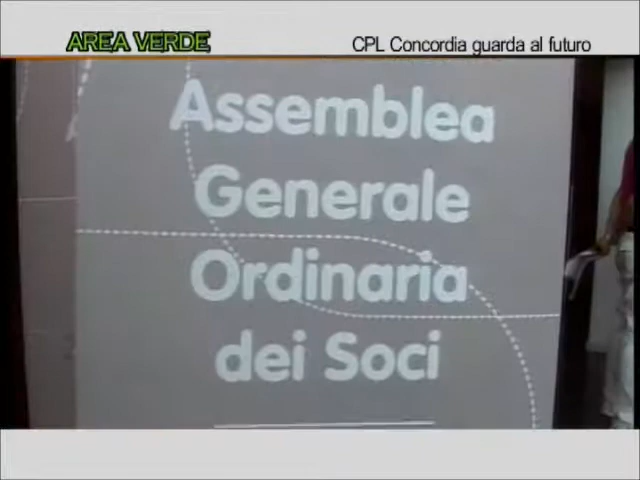 AREA VERDE
CPL Concordia guarda al futuro
Assemblea
Generale
Ordinaria
dei Soci